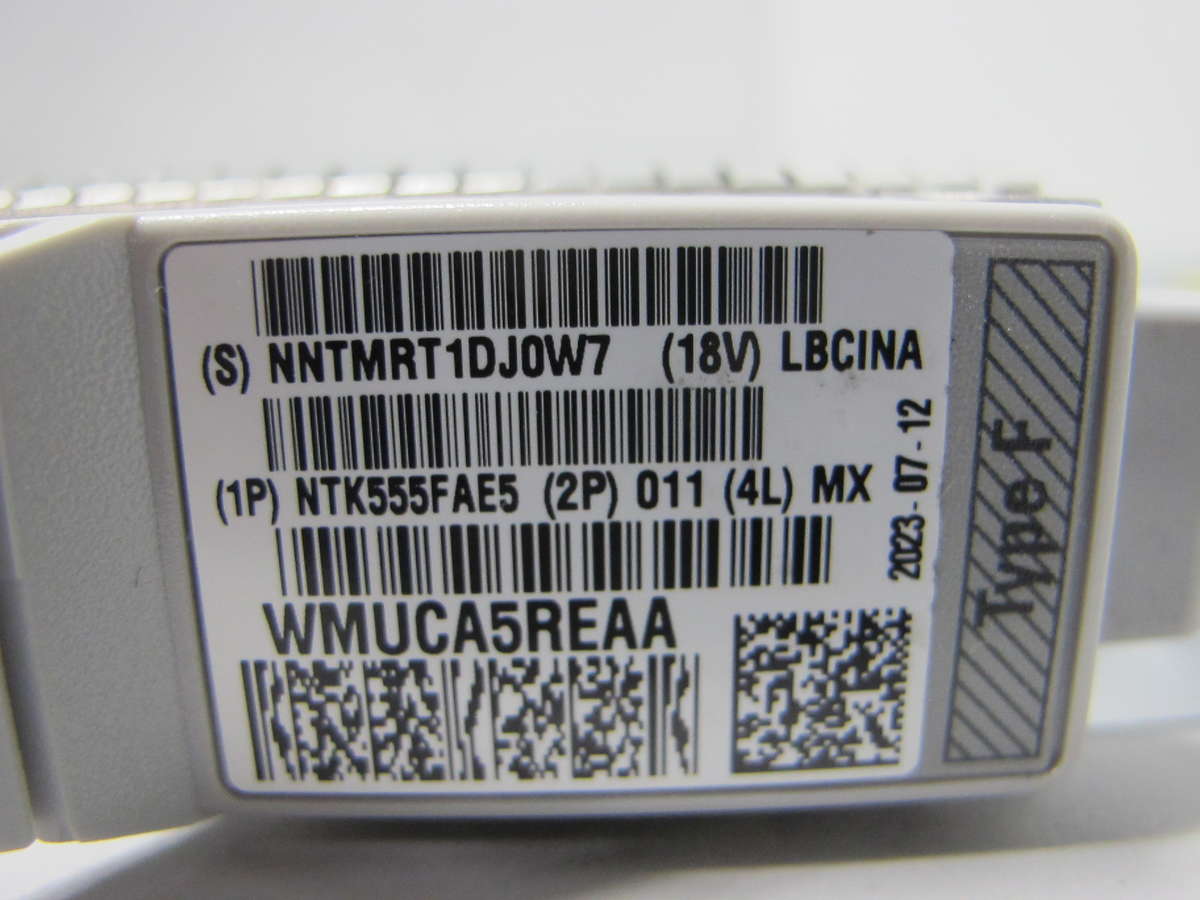 (S) NNTMRT1DJ0W7 (18V) LBCINA
(1P) NTK555FAE5 (2P) 011 (4L) MX
WMUCA5REAA
2023-07-12
Type F